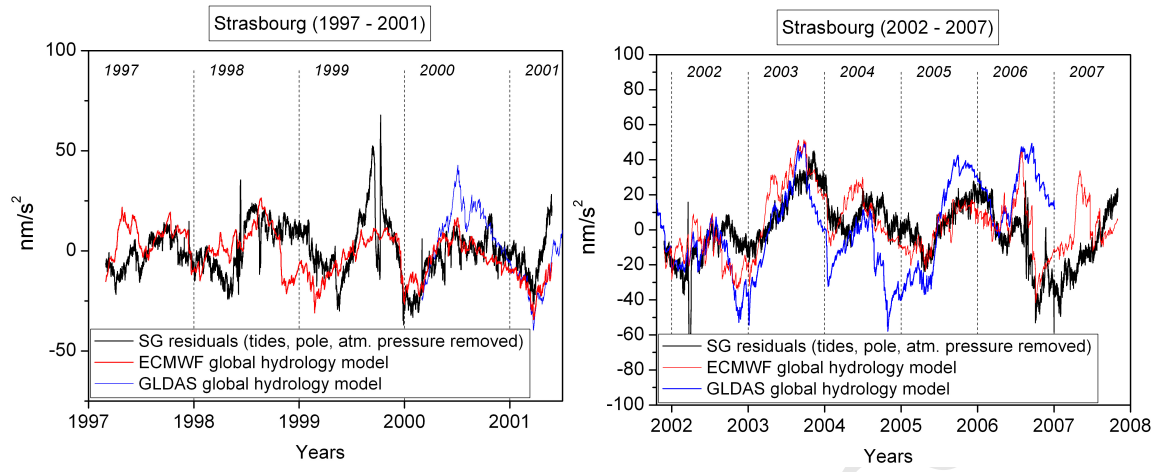 Strasbourg (1997 - 2001)
100
50
0
-50
nm/s²
1997 1998 1999 2000 2001
SG residuals (tides, pole, atm. pressure removed)
ECMWF global hydrology model
GLDAS global hydrology model
1997 1998 1999 2000 2001
Years
Strasbourg (2002 - 2007)
100
80
60
40
20
0
-20
-40
-60
-80
-100
nm/s²
2002 2003 2004 2005 2006 2007
SG residuals (tides, pole, atm. pressure removed)
ECMWF global hydrology model
GLDAS global hydrology model
2002 2003 2004 2005 2006 2007 2008
Years